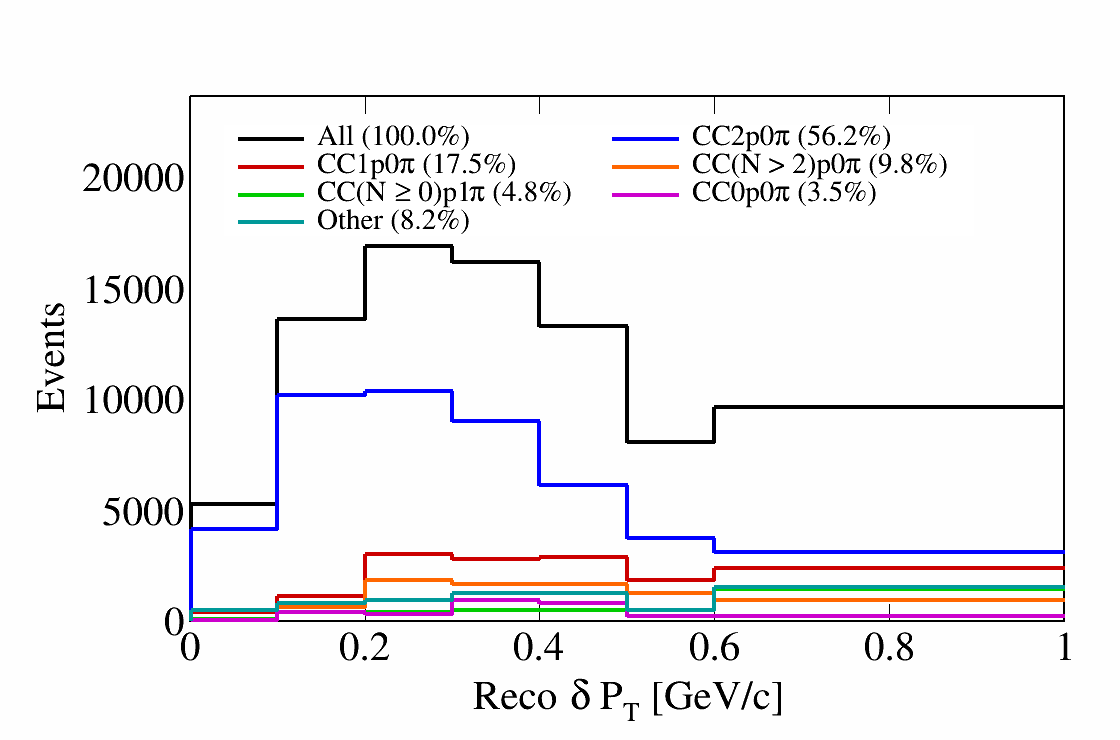 All (100.0%)
CC2p0π (56.2%)
CC1p0π (17.5%)
CC(N > 2)p0π (9.8%)
CC(N ≥ 0)p1π (4.8%)
CC0p0π (3.5%)
Other (8.2%)
20000
15000
10000
5000
0
Events
0 0.2 0.4 0.6 0.8 1
Reco δ P_T [GeV/c]